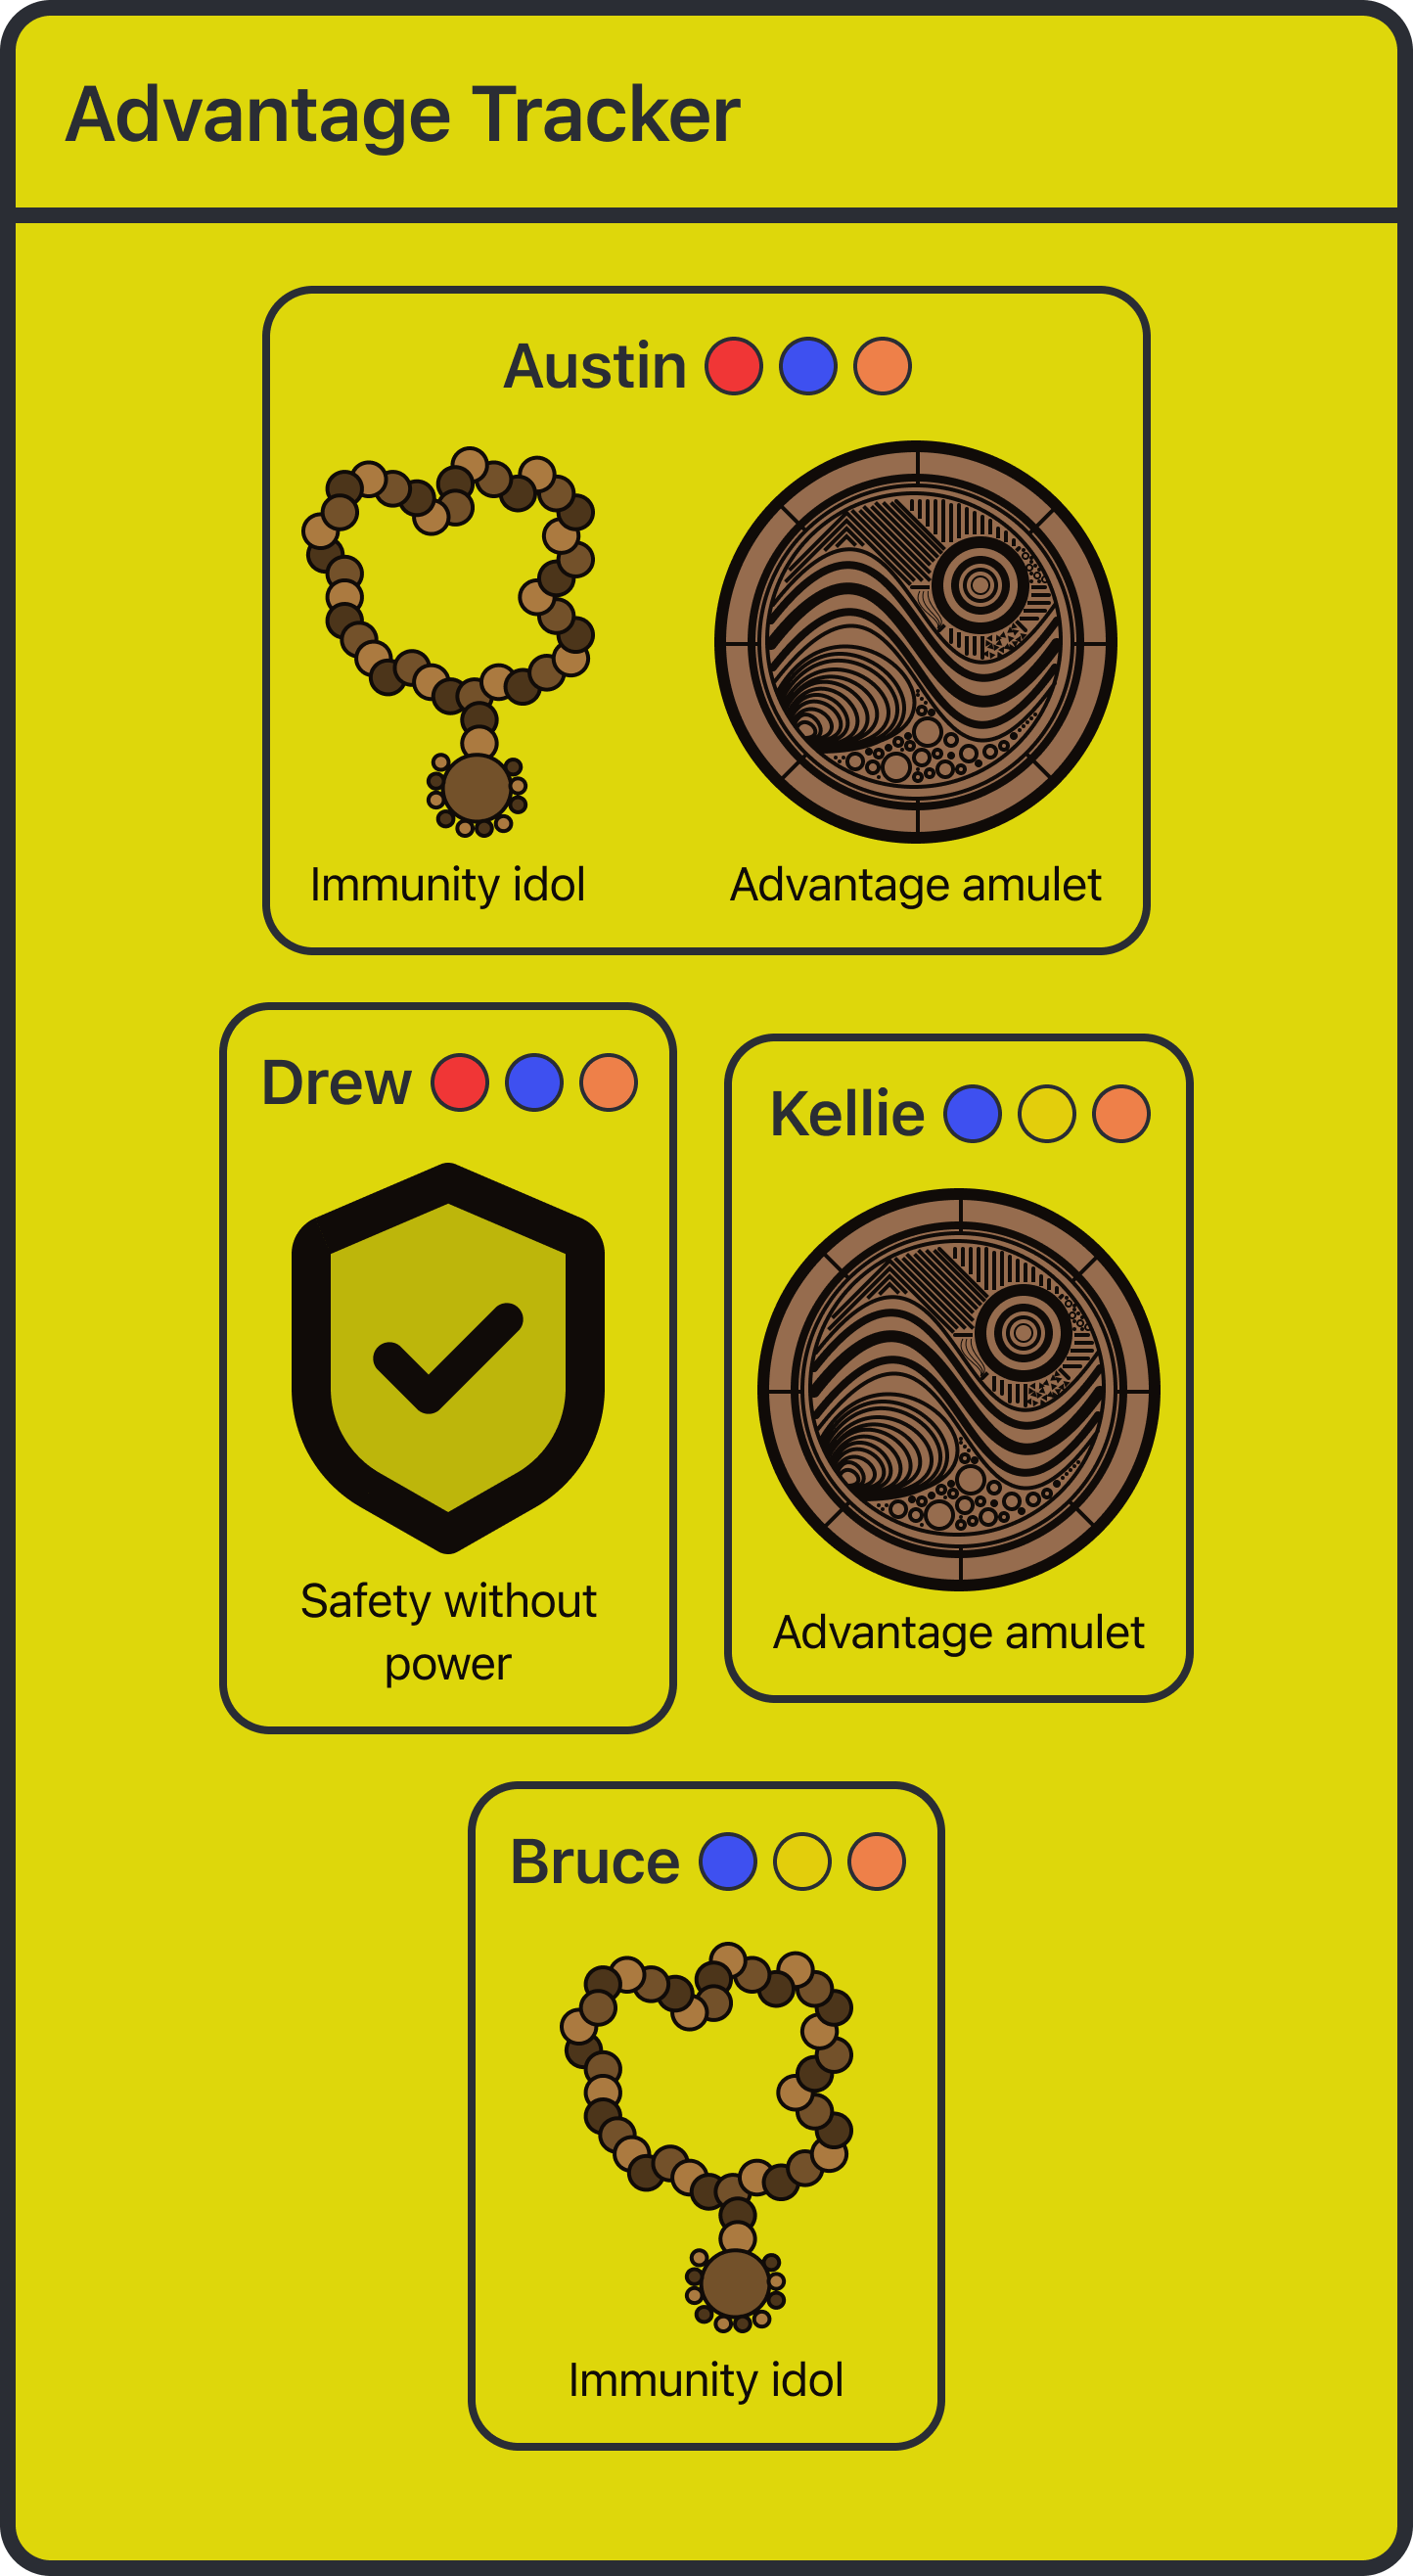 Advantage Tracker
Austin
Immunity idol
Advantage amulet
Drew
Safety without
power
Kellie
Advantage amulet
Bruce
Immunity idol